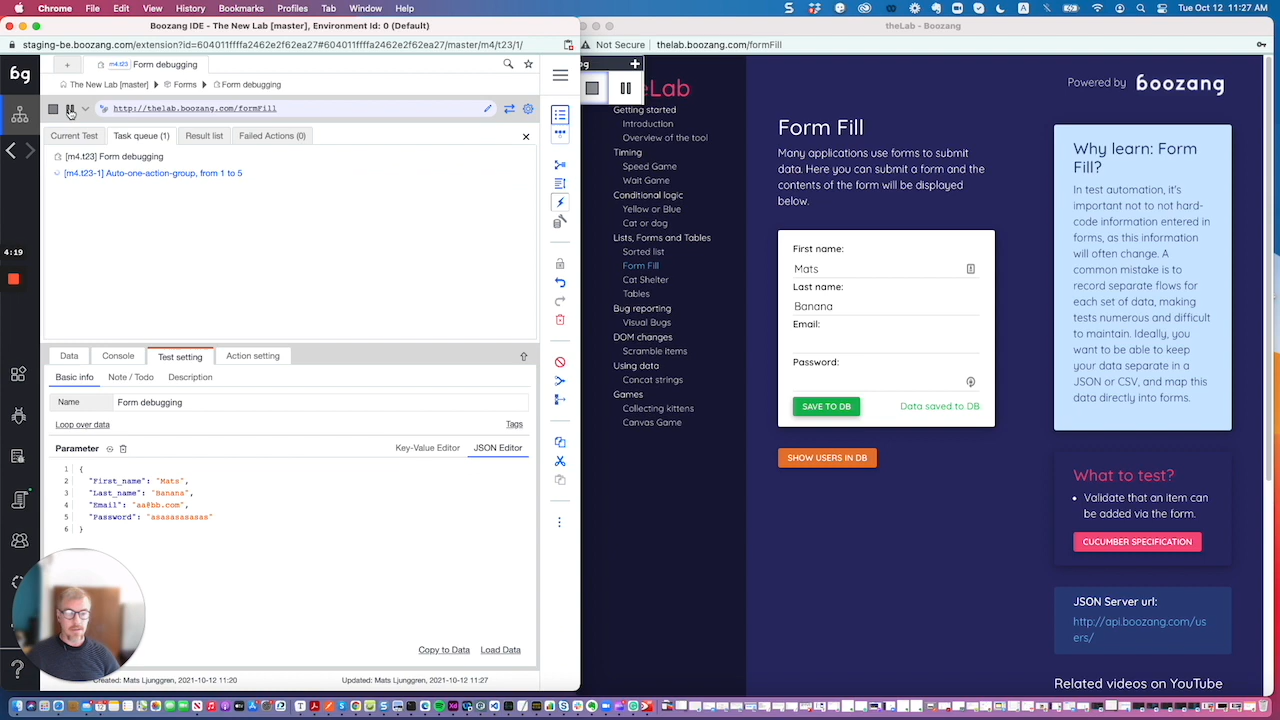 Chrome File Edit View History Bookmarks Profiles Tab Window Help
Tue Oct 12 11:27 AM
Boozang IDE - The New Lab [master], Environment Id: 0 (Default)
staging-be.boozang.com/extension?id=604011ffffa2462e2f62ea27#604011ffffa2462e2f62ea27/master/m4/t23/1/
m4.t23 Form debugging
The New Lab [master] Forms Form debugging
http://thelab.boozang.com/formFill
Current Test Task queue (1) Result list Failed Actions (0)
[m4.t23] Form debugging
[m4.t23-1] Auto-one-action-group, from 1 to 5
4:19
Data Console Test setting Action setting
Basic info Note / Todo Description
Name Form debugging
Loop over data Tags
Parameter Key-Value Editor JSON Editor
1 {
2 "First_name": "Mats",
3 "Last_name": "Banana",
4 "Email": "aa@bb.com",
5 "Password": "asasasasasas"
6 }
Copy to Data Load Data
Created: Mats Ljunggren, 2021-10-12 11:20 Updated: Mats Ljunggren, 2021-10-12 11:27
theLab - Boozang
Not Secure thelab.boozang.com/formFill
Lab
Getting started
Introduction
Overview of the tool
Timing
Speed Game
Wait Game
Conditional logic
Yellow or Blue
Cat or dog
Lists, Forms and Tables
Sorted list
Form Fill
Cat Shelter
Tables
Bug reporting
Visual Bugs
DOM changes
Scramble items
Using data
Concat strings
Games
Collecting kittens
Canvas Game
Powered by boozang
Form Fill
Many applications use forms to submit
data. Here you can submit a form and the
contents of the form will be displayed
below.
First name:
Mats
Last name:
Banana
Email:
Password:
SAVE TO DB Data saved to DB
SHOW USERS IN DB
Why learn: Form
Fill?
In test automation, it's
important not to not hard-
code information entered in
forms, as this information
will often change. A
common mistake is to
record separate flows for
each set of data, making
tests numerous and difficult
to maintain. Ideally, you
want to be able to keep
your data separate in a
JSON or CSV, and map this
data directly into forms.
What to test?
Validate that an item can
be added via the form.
CUCUMBER SPECIFICATION
JSON Server url:
http://api.boozang.com/us
ers/
Related videos on YouTube